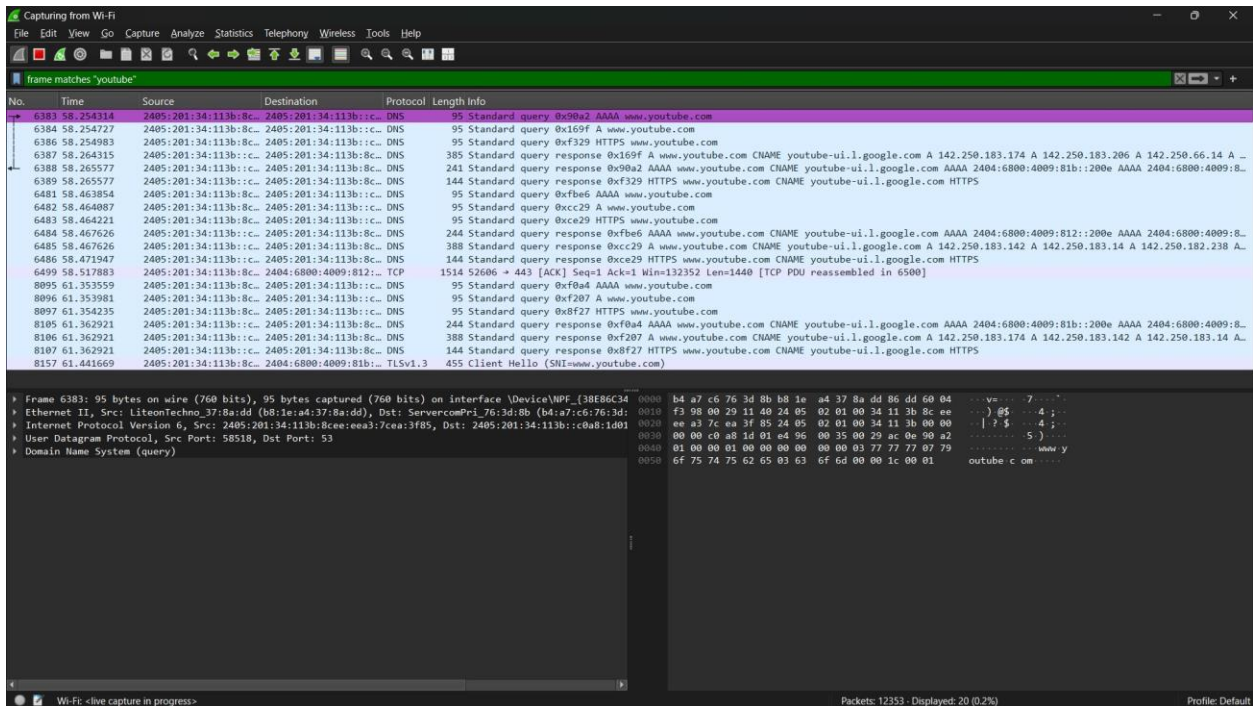 Capturing from Wi-Fi
File Edit View Go Capture Analyze Statistics Telephony Wireless Tools Help
frame matches "youtube"
No. Time Source Destination Protocol Length Info
6383 58.254314 2405:201:34:113b:8c… 2405:201:34:113b::c… DNS 95 Standard query 0x90a2 AAAA www.youtube.com
6384 58.254727 2405:201:34:113b:8c… 2405:201:34:113b::c… DNS 95 Standard query 0x169f A www.youtube.com
6386 58.254983 2405:201:34:113b:8c… 2405:201:34:113b::c… DNS 95 Standard query 0xf329 HTTPS www.youtube.com
6387 58.264315 2405:201:34:113b::c… 2405:201:34:113b:8c… DNS 385 Standard query response 0x169f A www.youtube.com CNAME youtube-ui.l.google.com A 142.250.183.174 A 142.250.183.206 A 142.250.66.14 A …
6388 58.265577 2405:201:34:113b::c… 2405:201:34:113b:8c… DNS 241 Standard query response 0x90a2 AAAA www.youtube.com CNAME youtube-ui.l.google.com AAAA 2404:6800:4009:81b::200e AAAA 2404:6800:4009:8…
6389 58.265577 2405:201:34:113b::c… 2405:201:34:113b:8c… DNS 144 Standard query response 0xf329 HTTPS www.youtube.com CNAME youtube-ui.l.google.com HTTPS
6481 58.463854 2405:201:34:113b:8c… 2405:201:34:113b::c… DNS 95 Standard query 0xfbe6 AAAA www.youtube.com
6482 58.464087 2405:201:34:113b:8c… 2405:201:34:113b::c… DNS 95 Standard query 0xcc29 A www.youtube.com
6483 58.464221 2405:201:34:113b:8c… 2405:201:34:113b::c… DNS 95 Standard query 0xce29 HTTPS www.youtube.com
6484 58.467626 2405:201:34:113b::c… 2405:201:34:113b:8c… DNS 244 Standard query response 0xfbe6 AAAA www.youtube.com CNAME youtube-ui.l.google.com AAAA 2404:6800:4009:812::200e AAAA 2404:6800:4009:8…
6485 58.467626 2405:201:34:113b::c… 2405:201:34:113b:8c… DNS 388 Standard query response 0xcc29 A www.youtube.com CNAME youtube-ui.l.google.com A 142.250.183.142 A 142.250.183.14 A 142.250.182.238 A…
6486 58.471947 2405:201:34:113b::c… 2405:201:34:113b:8c… DNS 144 Standard query response 0xce29 HTTPS www.youtube.com CNAME youtube-ui.l.google.com HTTPS
6499 58.517883 2405:201:34:113b:8c… 2404:6800:4009:812:… TCP 1514 52606 → 443 [ACK] Seq=1 Ack=1 Win=132352 Len=1440 [TCP PDU reassembled in 6500]
8095 61.353559 2405:201:34:113b:8c… 2405:201:34:113b::c… DNS 95 Standard query 0xf0a4 AAAA www.youtube.com
8096 61.353981 2405:201:34:113b:8c… 2405:201:34:113b::c… DNS 95 Standard query 0xf207 A www.youtube.com
8097 61.354235 2405:201:34:113b:8c… 2405:201:34:113b::c… DNS 95 Standard query 0x8f27 HTTPS www.youtube.com
8105 61.362921 2405:201:34:113b::c… 2405:201:34:113b:8c… DNS 244 Standard query response 0xf0a4 AAAA www.youtube.com CNAME youtube-ui.l.google.com AAAA 2404:6800:4009:81b::200e AAAA 2404:6800:4009:8…
8106 61.362921 2405:201:34:113b::c… 2405:201:34:113b:8c… DNS 388 Standard query response 0xf207 A www.youtube.com CNAME youtube-ui.l.google.com A 142.250.183.174 A 142.250.183.142 A 142.250.183.14 A…
8107 61.362921 2405:201:34:113b::c… 2405:201:34:113b:8c… DNS 144 Standard query response 0x8f27 HTTPS www.youtube.com CNAME youtube-ui.l.google.com HTTPS
8157 61.441669 2405:201:34:113b:8c… 2404:6800:4009:81b:… TLSv1.3 455 Client Hello (SNI=www.youtube.com)
Frame 6383: 95 bytes on wire (760 bits), 95 bytes captured (760 bits) on interface \Device\NPF_{38E86C34
Ethernet II, Src: LiteonTechno_37:8a:dd (b8:1e:a4:37:8a:dd), Dst: ServercomPri_76:3d:8b (b4:a7:c6:76:3d:
Internet Protocol Version 6, Src: 2405:201:34:113b:8cee:eea3:7cea:3f85, Dst: 2405:201:34:113b::c0a8:1d01
User Datagram Protocol, Src Port: 58518, Dst Port: 53
Domain Name System (query)
0000 b4 a7 c6 76 3d 8b b8 1e a4 37 8a dd 86 dd 60 04 ···v=··· ·7····`·
0010 f3 98 00 29 11 40 24 05 02 01 00 34 11 3b 8c ee ···)·@$· ···4·;··
0020 ee a3 7c ea 3f 85 24 05 02 01 00 34 11 3b 00 00 ··|·?·$· ···4·;··
0030 00 00 c0 a8 1d 01 e4 96 00 35 00 29 ac 0e 90 a2 ········ ·5·)····
0040 01 00 00 01 00 00 00 00 00 00 03 77 77 77 07 79 ········ ···www·y
0050 6f 75 74 75 62 65 03 63 6f 6d 00 00 1c 00 01 outube·c om·····
Wi-Fi: <live capture in progress> Packets: 12353 · Displayed: 20 (0.2%) Profile: Default